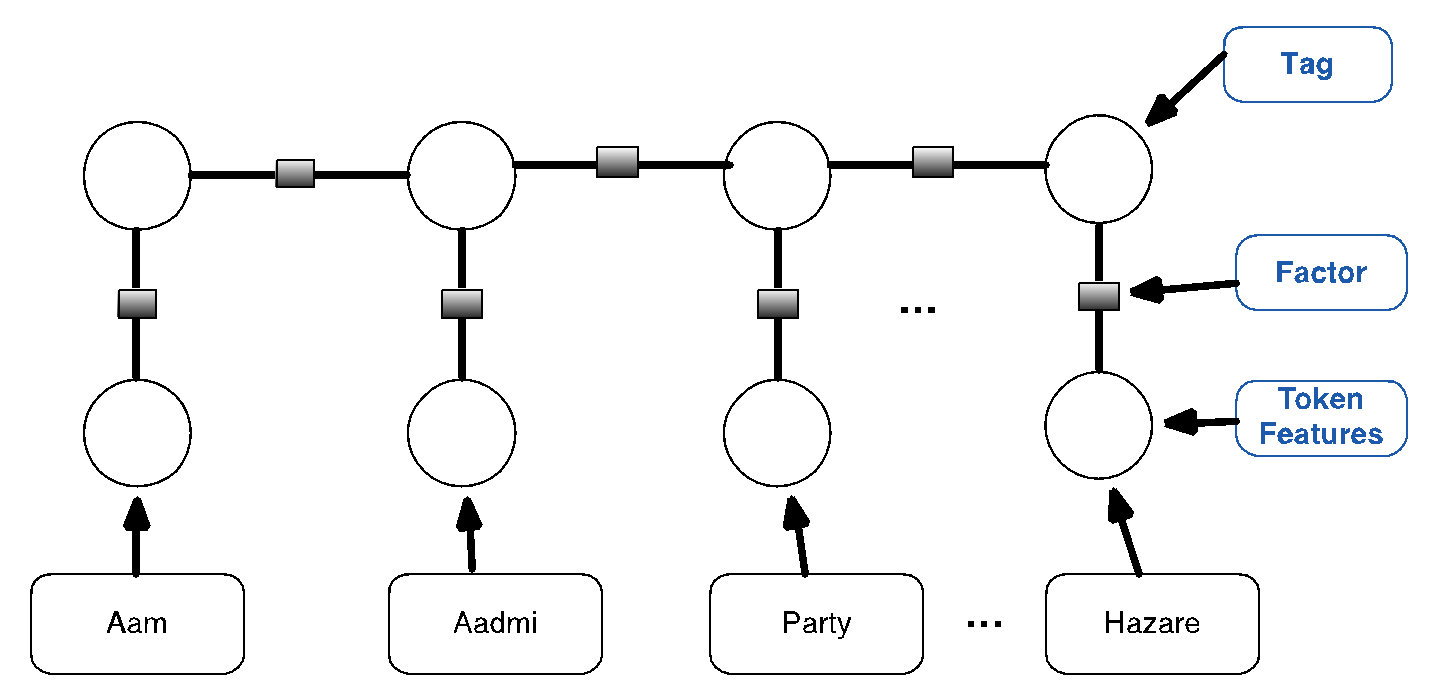 Tag
Factor
...
Token
Features
Aam
Aadmi
Party
...
Hazare